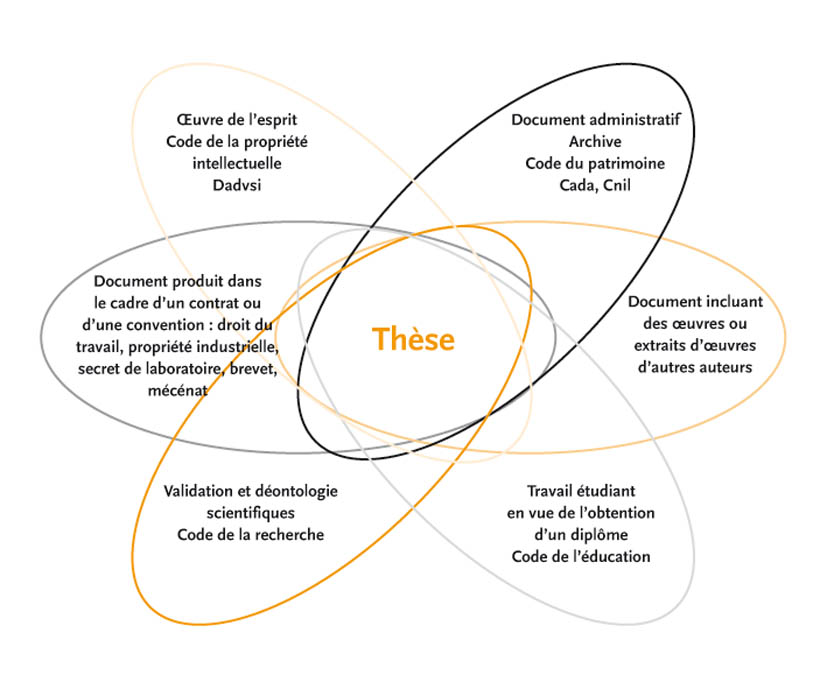 Œuvre de l’esprit
Code de la propriété
intellectuelle
Dadvsi
Document administratif
Archive
Code du patrimoine
Cada, Cnil
Document produit dans
le cadre d’un contrat ou
d’une convention : droit du
travail, propriété industrielle,
secret de laboratoire, brevet,
mécénat
Thèse
Document incluant
des œuvres ou
extraits d’œuvres
d’autres auteurs
Validation et déontologie
scientifiques
Code de la recherche
Travail étudiant
en vue de l’obtention
d’un diplôme
Code de l’éducation